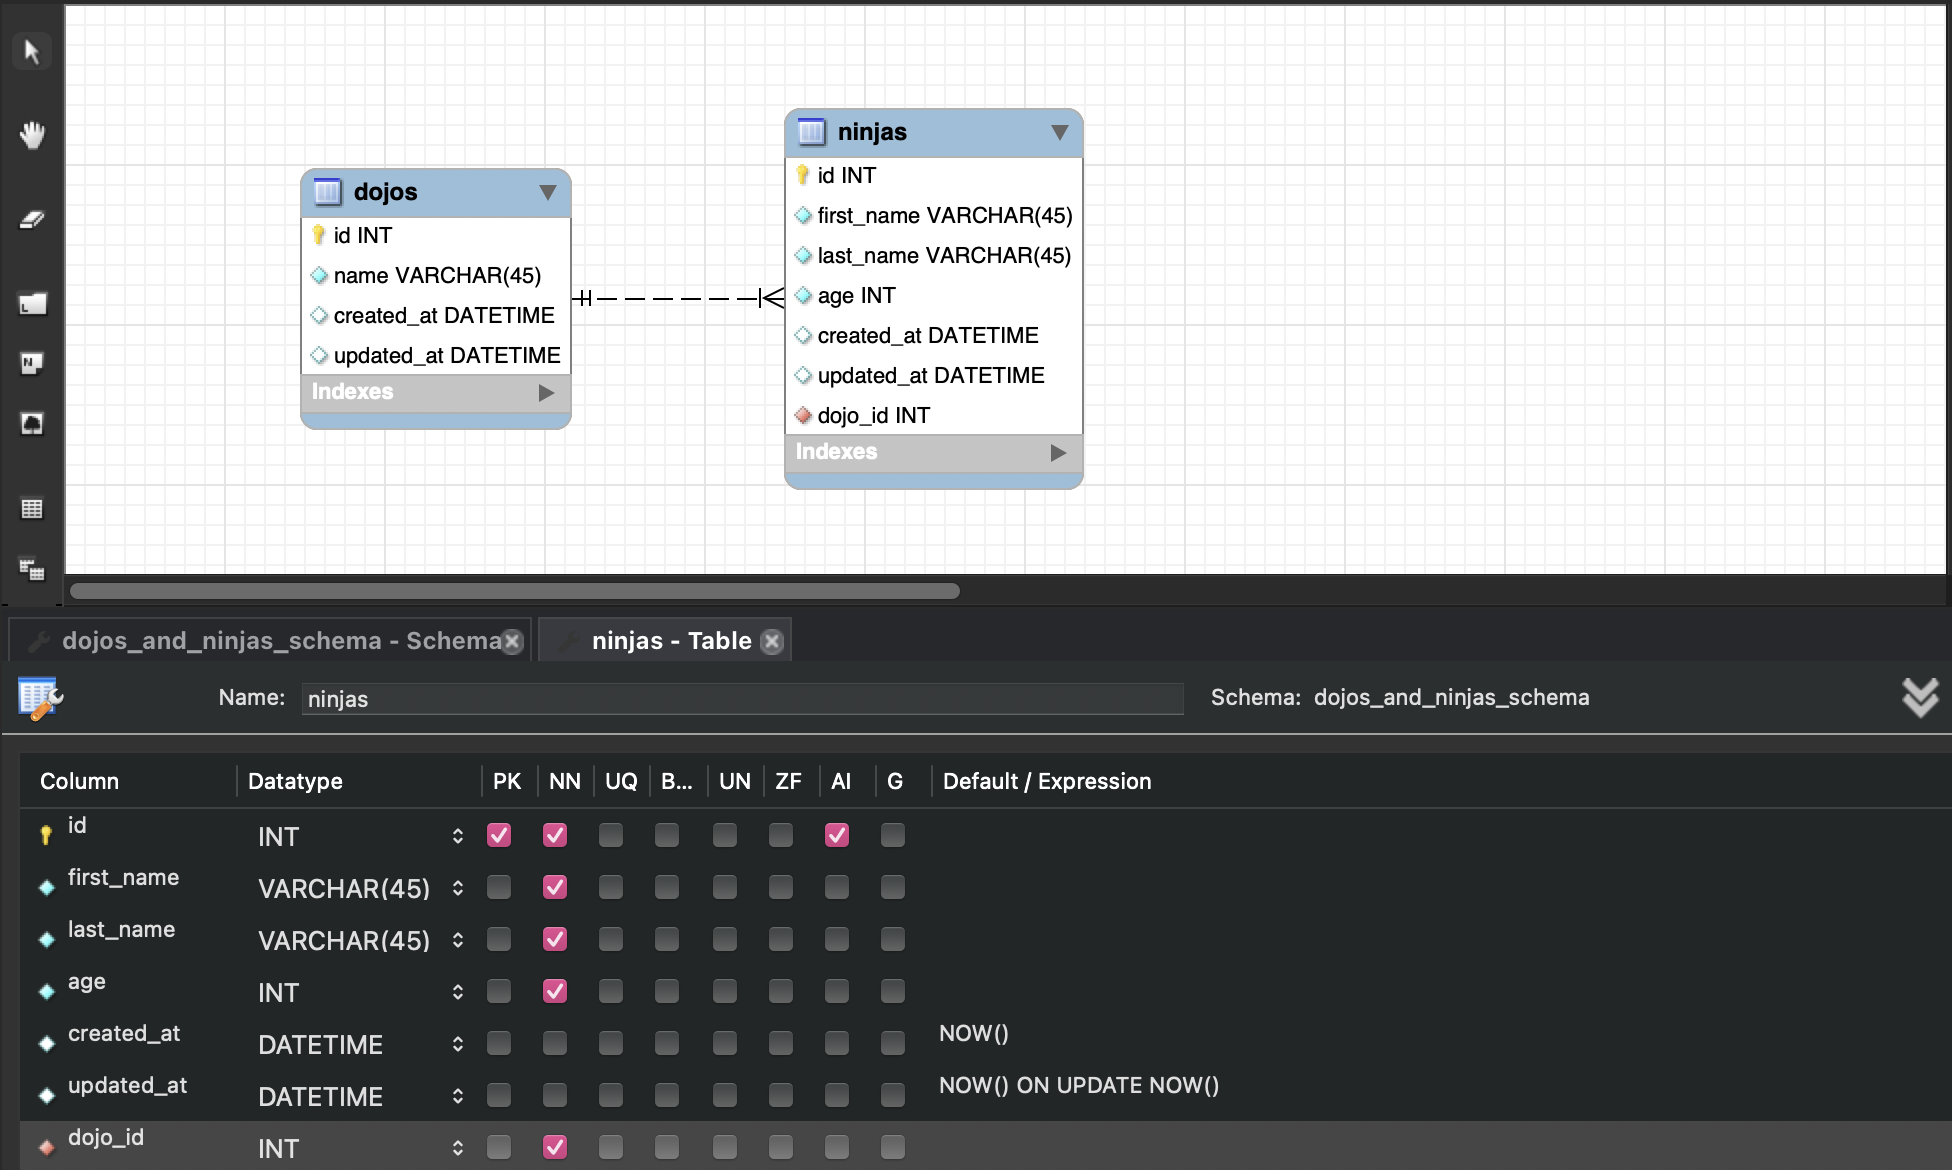 dojos
id INT
name VARCHAR(45)
created_at DATETIME
updated_at DATETIME
Indexes
ninjas
id INT
first_name VARCHAR(45)
last_name VARCHAR(45)
age INT
created_at DATETIME
updated_at DATETIME
dojo_id INT
Indexes
L
N
dojos_and_ninjas_schema - Schema
ninjas - Table
Name: ninjas
Schema: dojos_and_ninjas_schema
Column Datatype PK NN UQ B... UN ZF AI G Default / Expression
id INT
first_name VARCHAR(45)
last_name VARCHAR(45)
age INT
created_at DATETIME NOW()
updated_at DATETIME NOW() ON UPDATE NOW()
dojo_id INT